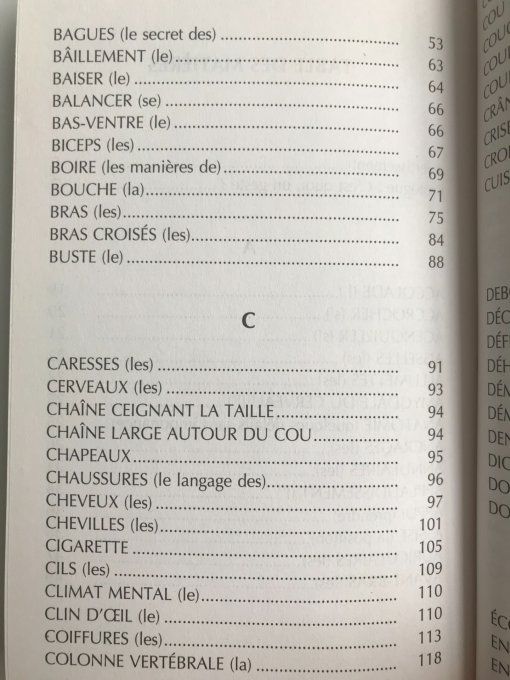 BAGUES (le secret des) 53
BÂILLEMENT (le) 63
BAISER (le) 64
BALANCER (se) 66
BAS-VENTRE (le) 66
BICEPS (les) 67
BOIRE (les manières de) 69
BOUCHE (la) 71
BRAS (les) 75
BRAS CROISÉS (les) 84
BUSTE (le) 88
C
CARESSES (les) 91
CERVEAUX (les) 93
CHAÎNE CEIGNANT LA TAILLE 94
CHAÎNE LARGE AUTOUR DU COU 94
CHAPEAUX 95
CHAUSSURES (le langage des) 96
CHEVEUX (les) 97
CHEVILLES (les) 101
CIGARETTE 105
CILS (les) 109
CLIMAT MENTAL (le) 110
CLIN D'ŒIL (le) 110
COIFFURES (les) 113
COLONNE VERTÉBRALE (la) 118